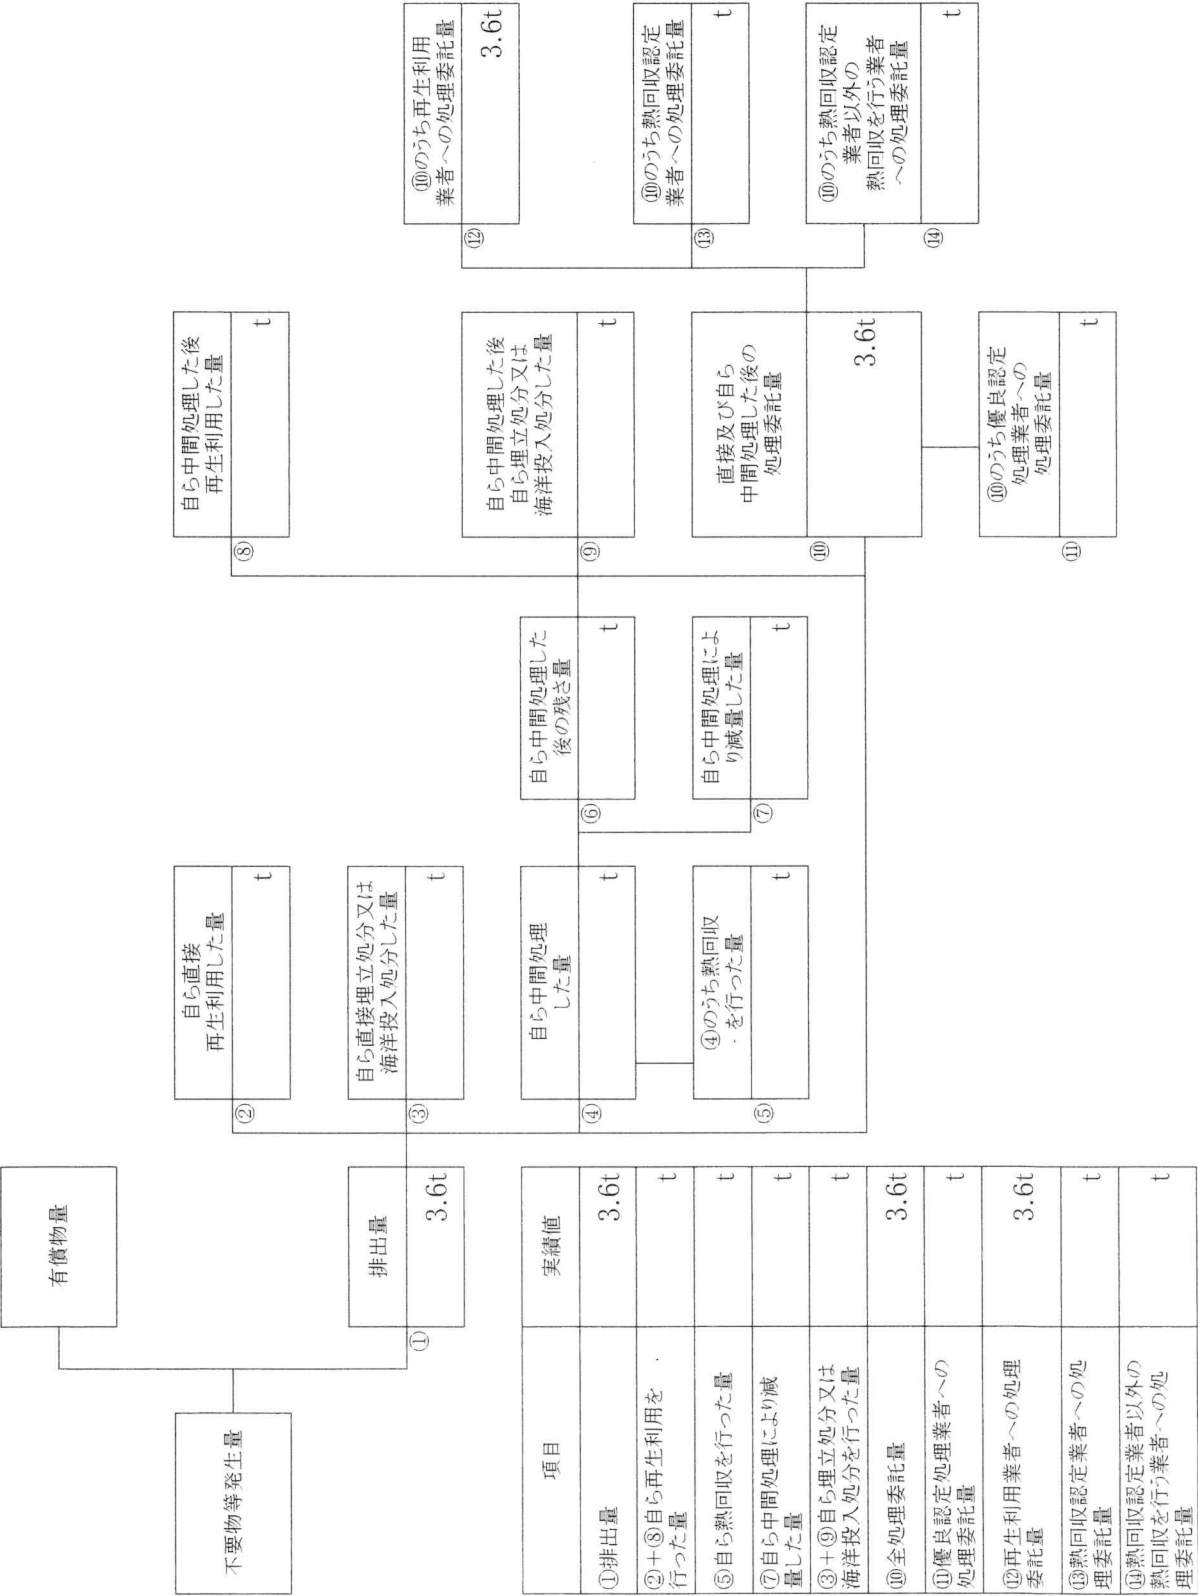 不要物等発生量
有償物量
排出量
①
3.6t
自ら直接
再生利用した量
②
t
自ら直接埋立処分又は
海洋投入処分した量
③
t
自ら中間処理
した量
④
t
④のうち熱回収
を行った量
⑤
t
自ら中間処理した
後の残さ量
⑥
t
自ら中間処理によ
り減量した量
⑦
t
自ら中間処理した後
再生利用した量
⑧
t
自ら中間処理した後
自ら埋立処分又は
海洋投入処分した量
⑨
t
直接及び自ら
中間処理した後の
処理委託量
⑩
3.6t
⑩のうち優良認定
処理業者への
処理委託量
⑪
t
⑩のうち再生利用
業者への処理委託量
⑫
3.6t
⑩のうち熱回収認定
業者への処理委託量
⑬
t
⑩のうち熱回収認定
業者以外の
熱回収を行う業者
への処理委託量
⑭
t
項目 実績値
①排出量 3.6t
②+⑧自ら再生利用を
行った量 t
⑤自ら熱回収を行った量 t
⑦自ら中間処理により減
量した量 t
③+⑨自ら埋立処分又は
海洋投入処分を行った量 t
⑩全処理委託量 3.6t
⑪優良認定処理業者への
処理委託量 t
⑫再生利用業者への処理
委託量 3.6t
⑬熱回収認定業者への処
理委託量 t
⑭熱回収認定業者以外の
熱回収を行う業者への処
理委託量 t